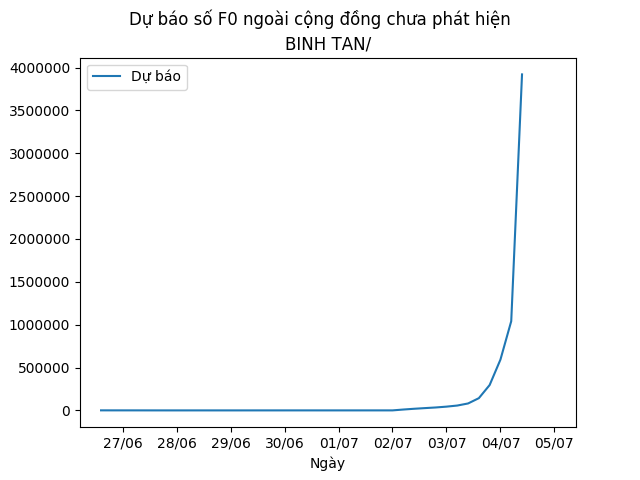 Dự báo số F0 ngoài cộng đồng chưa phát hiện
BINH TAN/
Dự báo
4000000
3500000
3000000
2500000
2000000
1500000
1000000
500000
0
27/06 28/06 29/06 30/06 01/07 02/07 03/07 04/07 05/07
Ngày